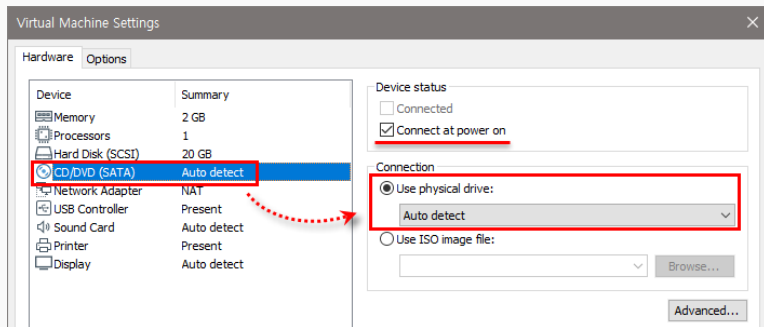 Virtual Machine Settings
Hardware Options
Device Summary
Memory 2 GB
Processors 1
Hard Disk (SCSI) 20 GB
CD/DVD (SATA) Auto detect
Network Adapter NAT
USB Controller Present
Sound Card Auto detect
Printer Present
Display Auto detect
Device status
Connected
Connect at power on
Connection
Use physical drive:
Auto detect
Use ISO image file:
Browse...
Advanced...